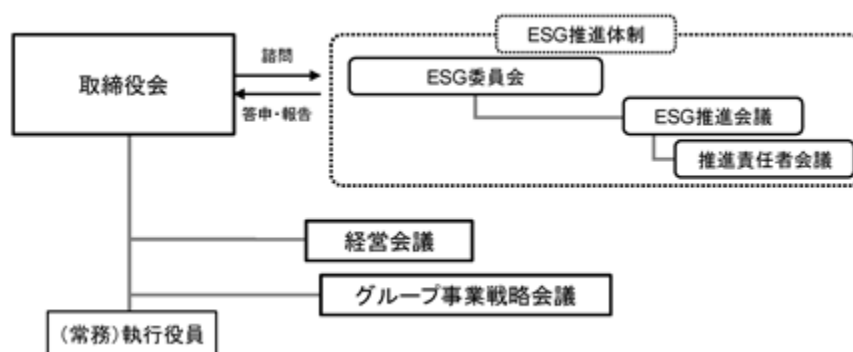 ESG推進体制
取締役会
諮問
答申・報告
ESG委員会
ESG推進会議
推進責任者会議
経営会議
グループ事業戦略会議
(常務)執行役員